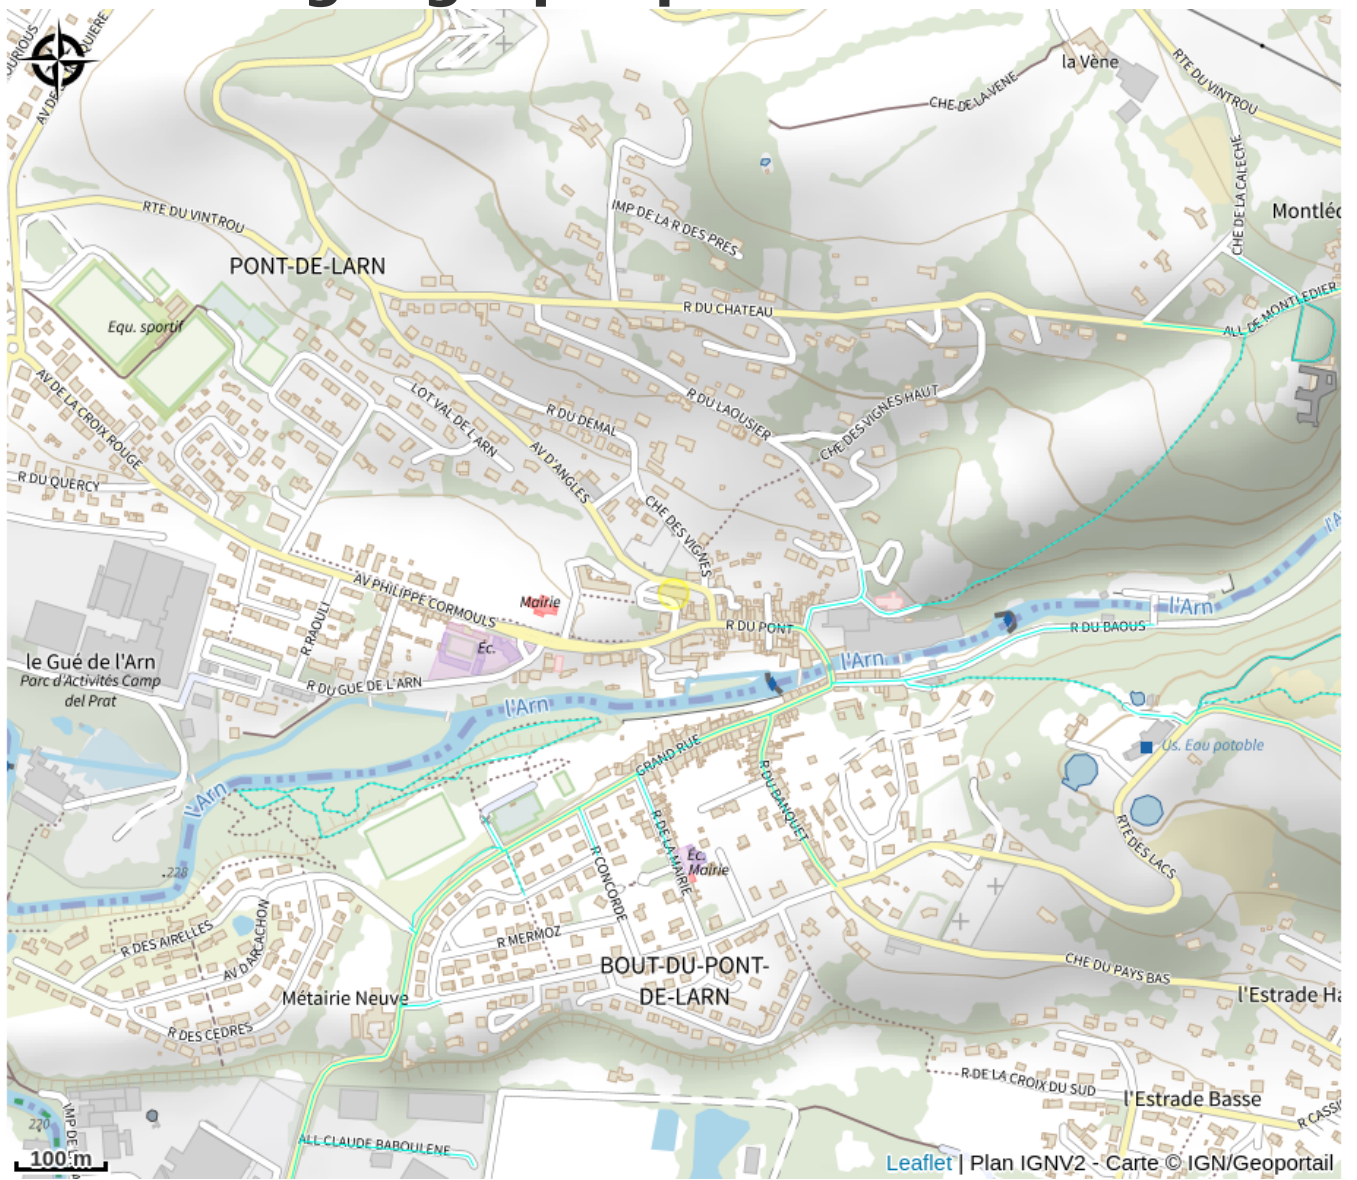 la Vène
RTE DU VINTROU
CHE DE LA VENE
CHE DE LA CALECHE
RTE DU VINTROU
IMP DE LA R DES PRES
PONT-DE-LARN
R DU CHATEAU
ALL DE MONTLEDIER
Equ. sportif
AV DE LA CROIX ROUGE
LOT VAL DE L'ARN
R DU DEMAL
R DU LAOUSIER
CHE DES VIGNES HAUT
AV D'ANGLES
R DU QUERCY
CHE DES VIGNES
AV PHILIPPE CORMOULS
Mairie
R RAOUL I
R DU PONT
l'Arn
R DU BAOUS
Éc.
l'Arn
le Gué de l'Arn
Parc d'Activités Camp
del Prat
R DU GUE DE L'ARN
l'Arn
GRAND RUE
Us. Eau potable
l'Arn
R DU BANQUET
R DE LA MAIRIE
RTE DES LACS
Éc.
Mairie
228
R CONCORDE
R DES AIRELLES
AV D'ARCACHON
R MERMOZ
BOUT-DU-PONT-
DE-LARN
CHE DU PAYS BAS
Métairie Neuve
l'Estrade Ha
R DES CEDRES
R DE LA CROIX DU SUD
l'Estrade Basse
R CASSI
220
IMP DE
ALL CLAUDE BABOULENE
100 m
Leaflet | Plan IGNV2 - Carte © IGN/Geoportail